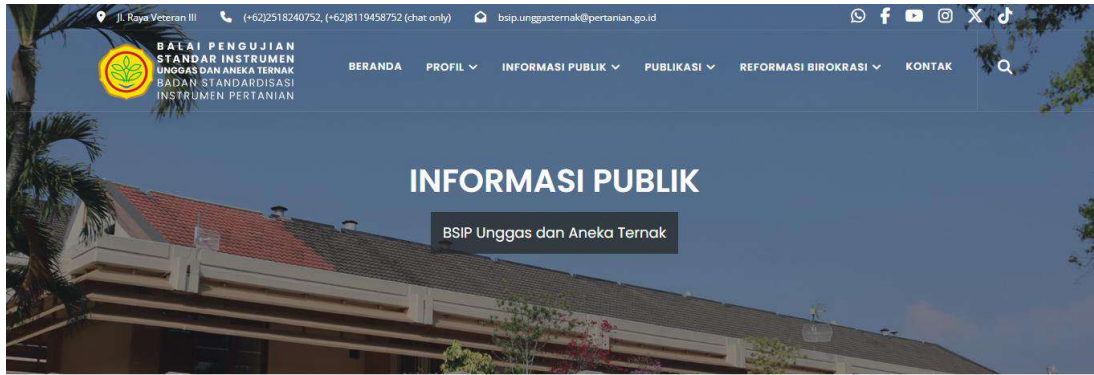 Jl. Raya Veteran III (+62)2518240752, (+62)8119458752 (chat only) bsip.unggasternak@pertanian.go.id
BALAI PENGUJIAN
STANDAR INSTRUMEN
UNGGAS DAN ANEKA TERNAK
BADAN STANDARDISASI
INSTRUMEN PERTANIAN
BERANDA PROFIL INFORMASI PUBLIK PUBLIKASI REFORMASI BIROKRASI KONTAK
INFORMASI PUBLIK
BSIP Unggas dan Aneka Ternak